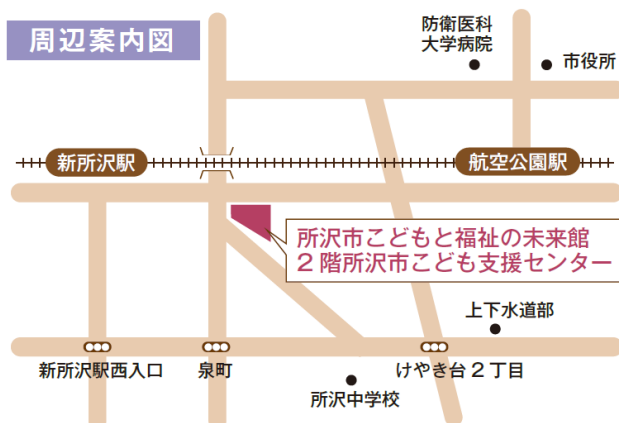 周辺案内図
防衛医科
大学病院
市役所
新所沢駅
航空公園駅
所沢市こどもと福祉の未来館
2階所沢市こども支援センター
上下水道部
新所沢駅西入口
泉町
けやき台2丁目
所沢中学校